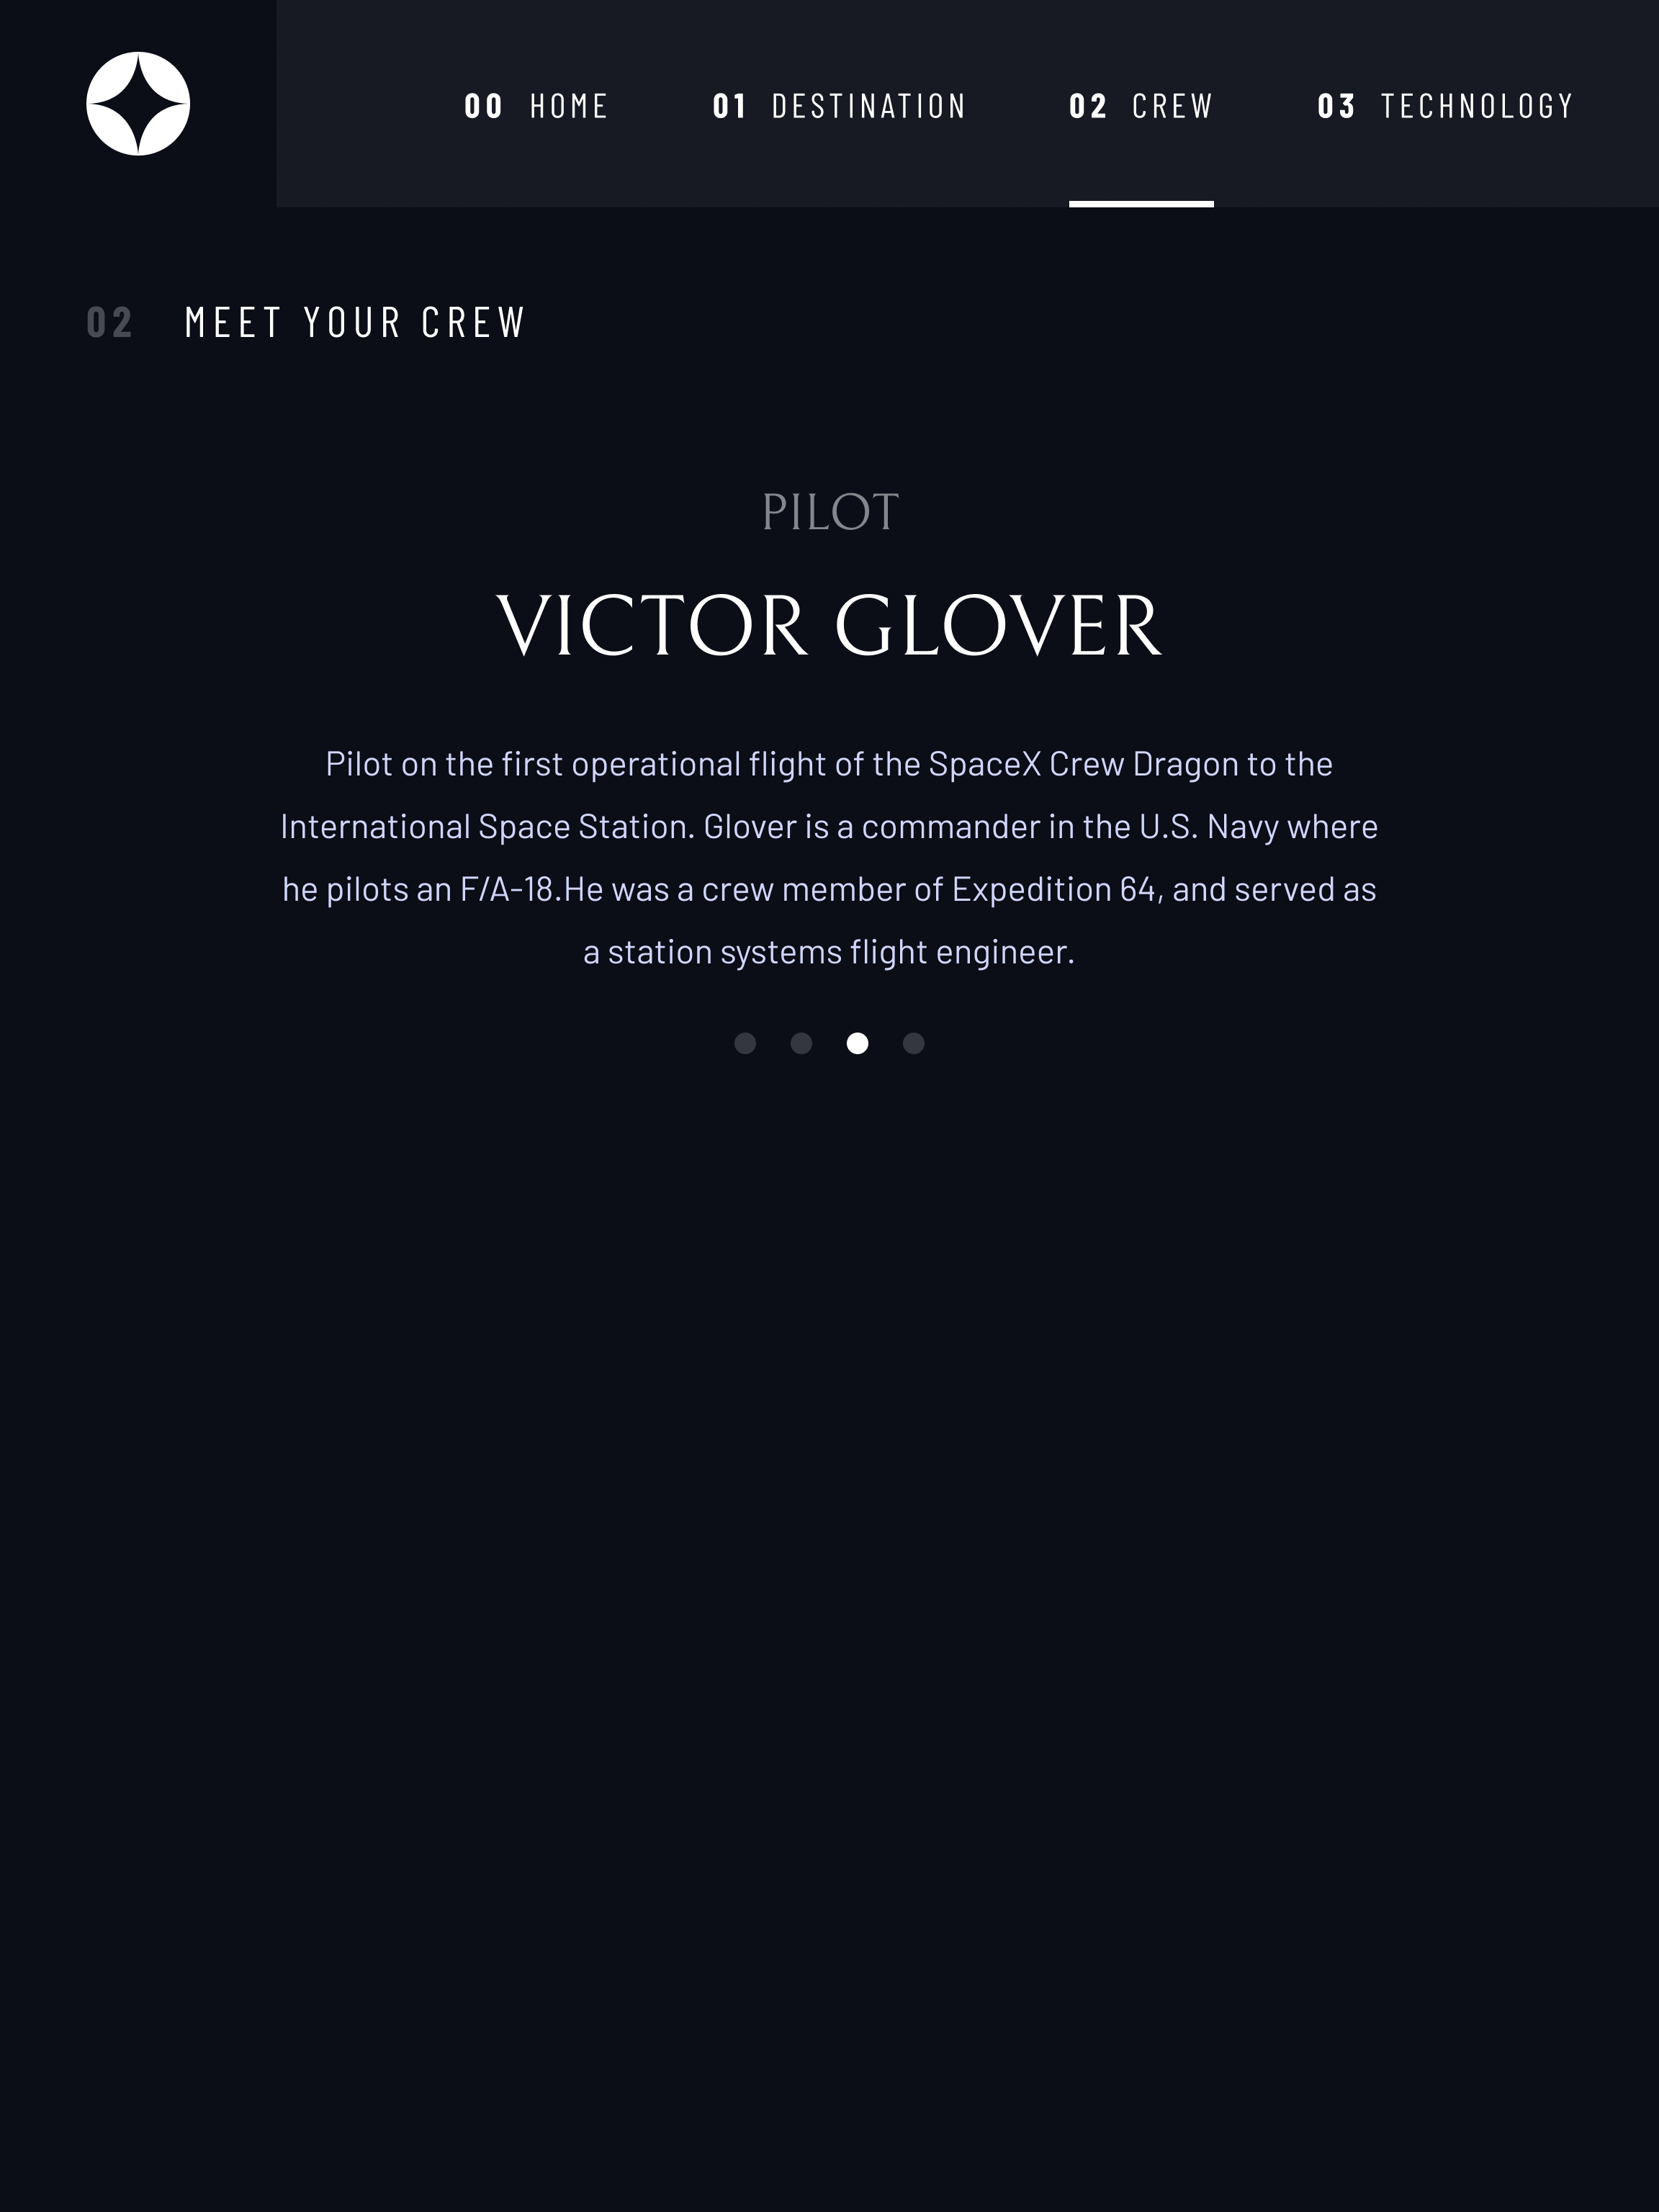 00 HOME 01 DESTINATION 02 CREW 03 TECHNOLOGY
02 MEET YOUR CREW
PILOT
VICTOR GLOVER
Pilot on the first operational flight of the SpaceX Crew Dragon to the
International Space Station. Glover is a commander in the U.S. Navy where
he pilots an F/A-18.He was a crew member of Expedition 64, and served as
a station systems flight engineer.